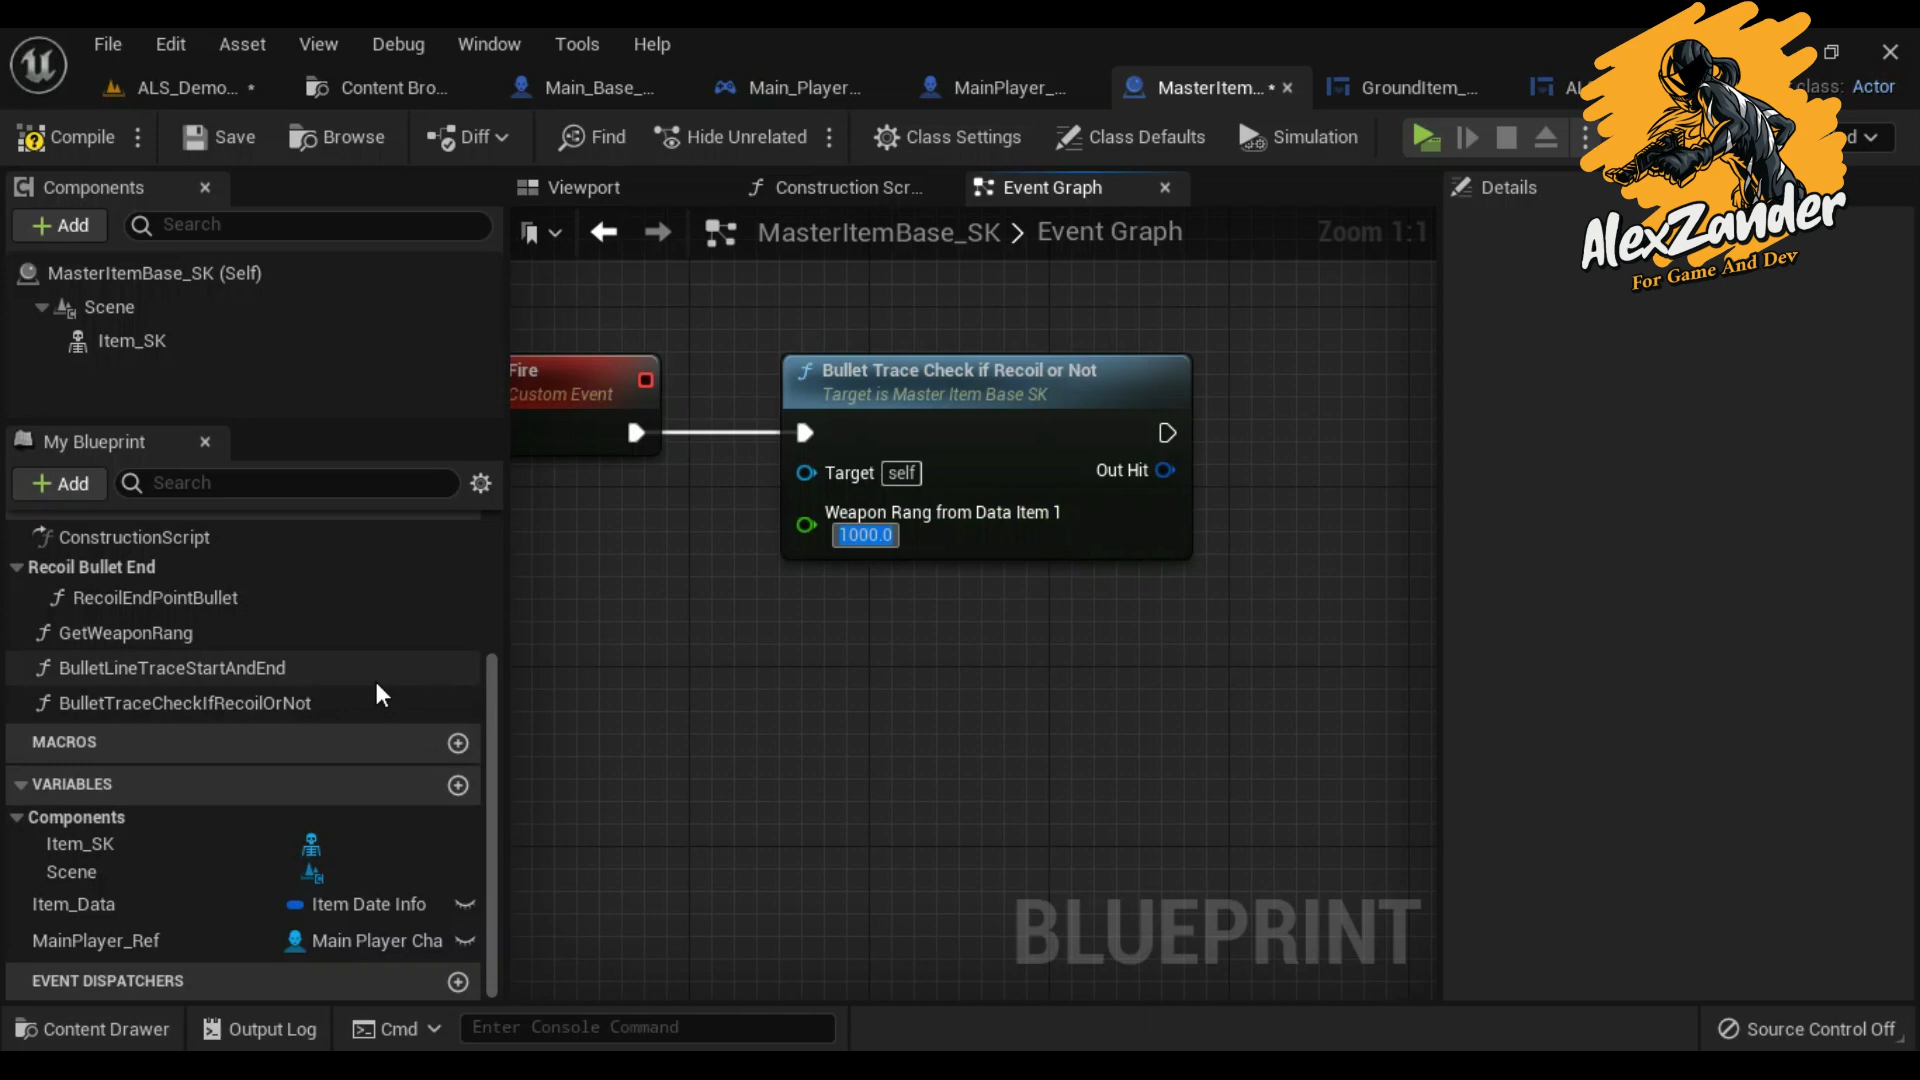 File Edit Asset View Debug Window Tools Help
ALS_Demo... • Content Bro... Main_Base_... Main_Player... MainPlayer_... MasterItem... • GroundItem_... class: Actor
Compile Save Browse Diff Find Hide Unrelated Class Settings Class Defaults Simulation
Components
Viewport Construction Scr... Event Graph Details
Add Search
MasterItemBase_SK > Event Graph Zoom 1:1
AlexZander
For Game And Dev
MasterItemBase_SK (Self)
Scene
Item_SK
Fire
Custom Event
Bullet Trace Check if Recoil or Not
Target is Master Item Base SK
Target self
Out Hit
Weapon Rang from Data Item 1
1000.0
My Blueprint
Add Search
ConstructionScript
Recoil Bullet End
RecoilEndPointBullet
GetWeaponRang
BulletLineTraceStartAndEnd
BulletTraceCheckIfRecoilOrNot
MACROS
VARIABLES
Components
Item_SK
Scene
Item_Data Item Date Info
MainPlayer_Ref Main Player Cha
EVENT DISPATCHERS
BLUEPRINT
Content Drawer Output Log Cmd Enter Console Command Source Control Off